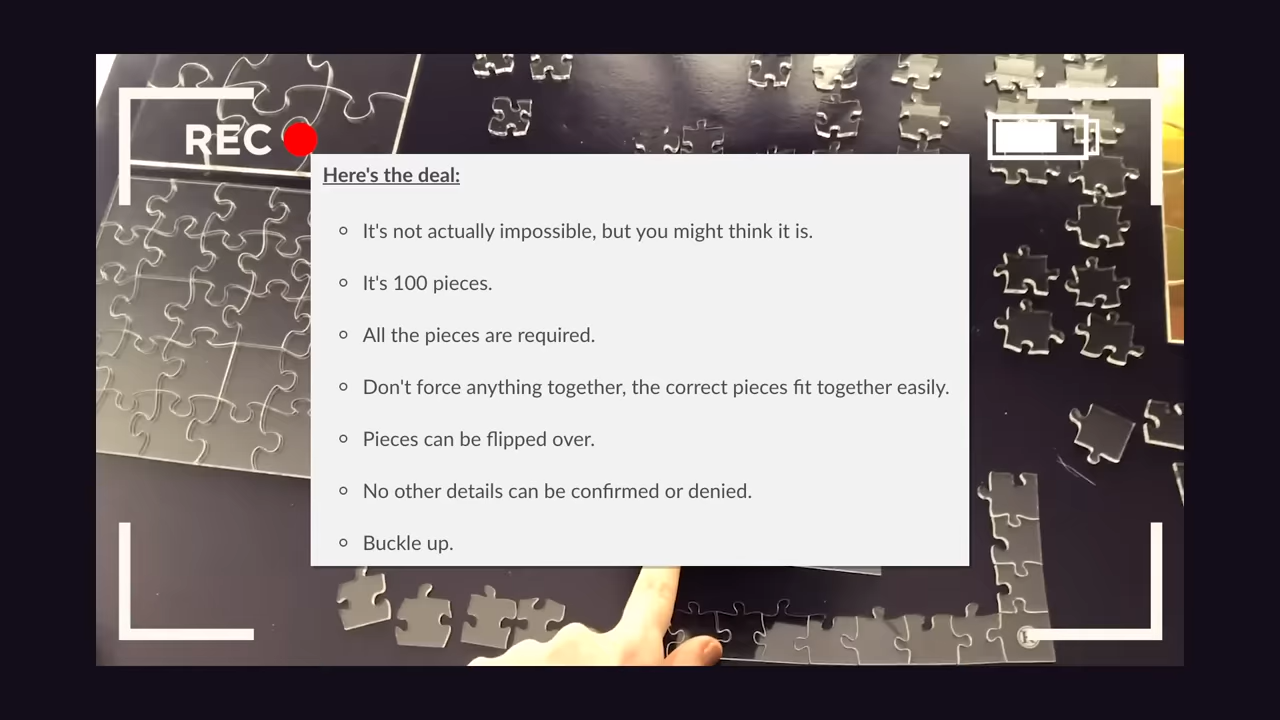 REC
Here's the deal:
It's not actually impossible, but you might think it is.
It's 100 pieces.
All the pieces are required.
Don't force anything together, the correct pieces fit together easily.
Pieces can be flipped over.
No other details can be confirmed or denied.
Buckle up.